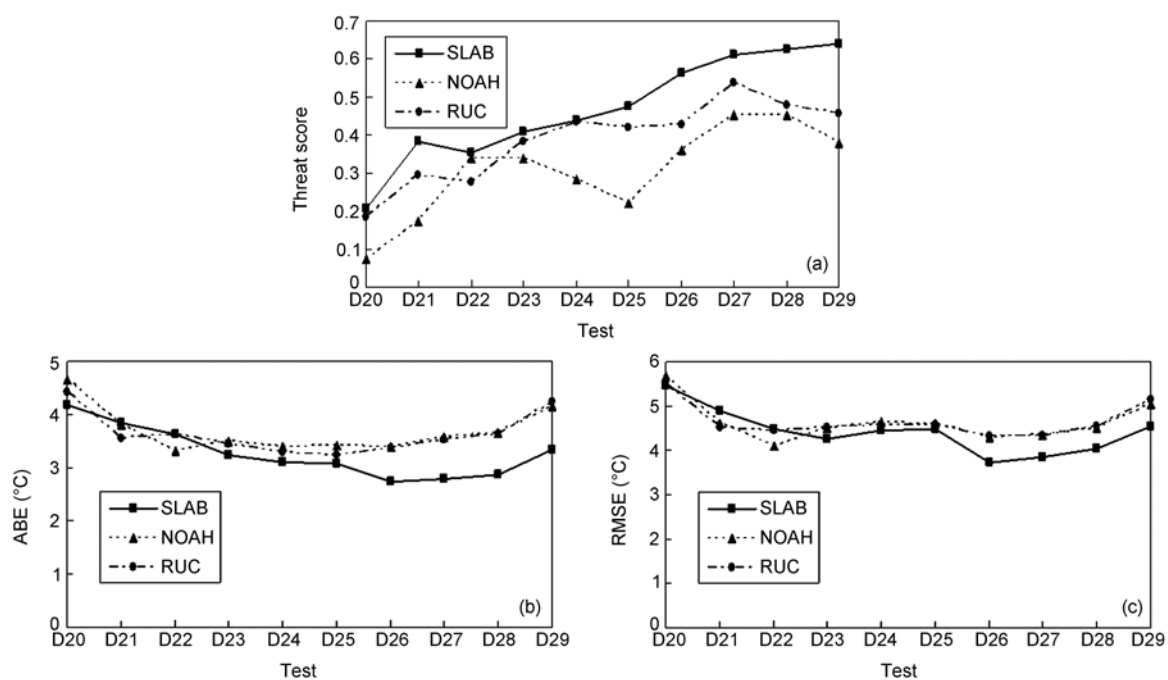 0.7
0.6
0.5
0.4
0.3
0.2
0.1
0
Threat score
SLAB
NOAH
RUC
(a)
D20 D21 D22 D23 D24 D25 D26 D27 D28 D29
Test
5
4
3
2
1
0
ABE (°C)
SLAB
NOAH
RUC
(b)
D20 D21 D22 D23 D24 D25 D26 D27 D28 D29
Test
6
5
4
3
2
1
0
RMSE (°C)
SLAB
NOAH
RUC
(c)
D20 D21 D22 D23 D24 D25 D26 D27 D28 D29
Test